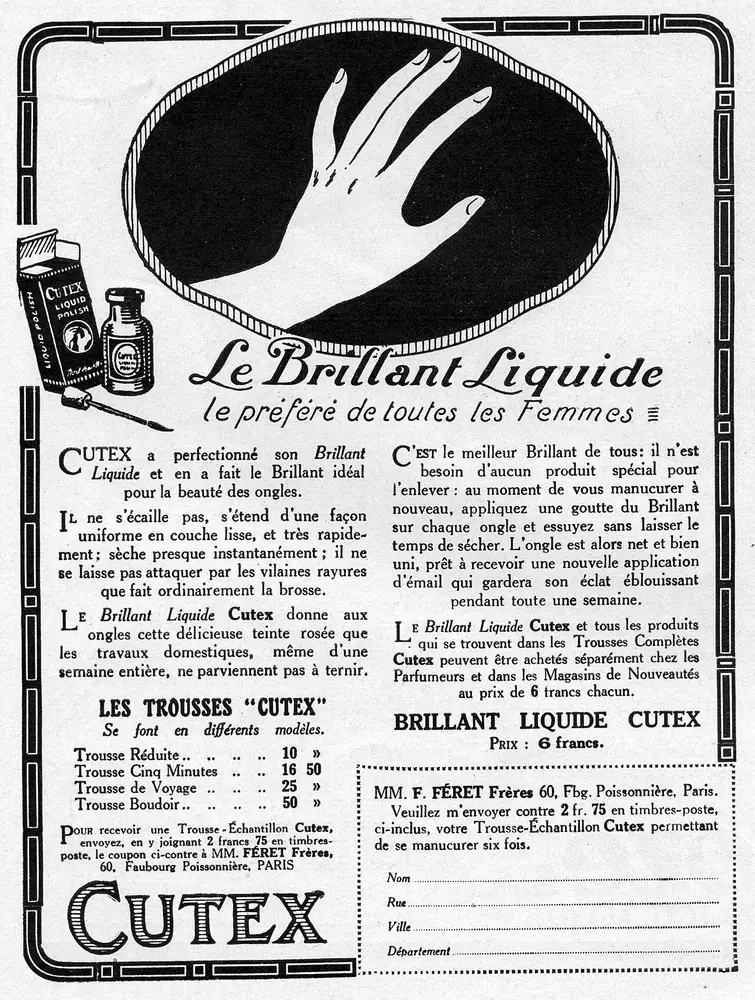 CUTEX
LIQUID
POLISH
LIQUID POLISH
CUTEX
Le Brillant Liquide
le préféré de toutes les Femmes
CUTEX a perfectionné son Brillant
Liquide et en a fait le Brillant idéal
pour la beauté des ongles.
IL ne s'écaille pas, s'étend d'une façon
uniforme en couche lisse, et très rapide-
ment; sèche presque instantanément; il ne
se laisse pas attaquer par les vilaines rayures
que fait ordinairement la brosse.
LE Brillant Liquide Cutex donne aux
ongles cette délicieuse teinte rosée que
les travaux domestiques, même d'une
semaine entière, ne parviennent pas à ternir.
LES TROUSSES "CUTEX"
Se font en différents modèles.
Trousse Réduite.. .. .. .. 10 »
Trousse Cinq Minutes .. .. 16 50
Trousse de Voyage .. .. .. 25 »
Trousse Boudoir.. .. .. .. 50 »
POUR recevoir une Trousse-Échantillon Cutex,
envoyez, en y joignant 2 francs 75 en timbres-
poste, le coupon ci-contre à MM. FÉRET Frères,
60, Faubourg Poissonnière, PARIS
CUTEX
C'EST le meilleur Brillant de tous: il n'est
besoin d'aucun produit spécial pour
l'enlever: au moment de vous manucurer à
nouveau, appliquez une goutte du Brillant
sur chaque ongle et essuyez sans laisser le
temps de sécher. L'ongle est alors net et bien
uni, prêt à recevoir une nouvelle application
d'émail qui gardera son éclat éblouissant
pendant toute une semaine.
LE Brillant Liquide Cutex et tous les produits
qui se trouvent dans les Trousses Complètes
Cutex peuvent être achetés séparément chez les
Parfumeurs et dans les Magasins de Nouveautés
au prix de 6 trancs chacun.
BRILLANT LIQUIDE CUTEX
PRIX : 6 francs.
MM. F. FÉRET Frères 60, Fbg. Poissonnière, Paris.
Veuillez m'envoyer contre 2 fr. 75 en timbres-poste,
ci-inclus, votre Trousse-Échantillon Cutex permettant
de se manucurer six fois.
Nom
Rue
Ville
Département